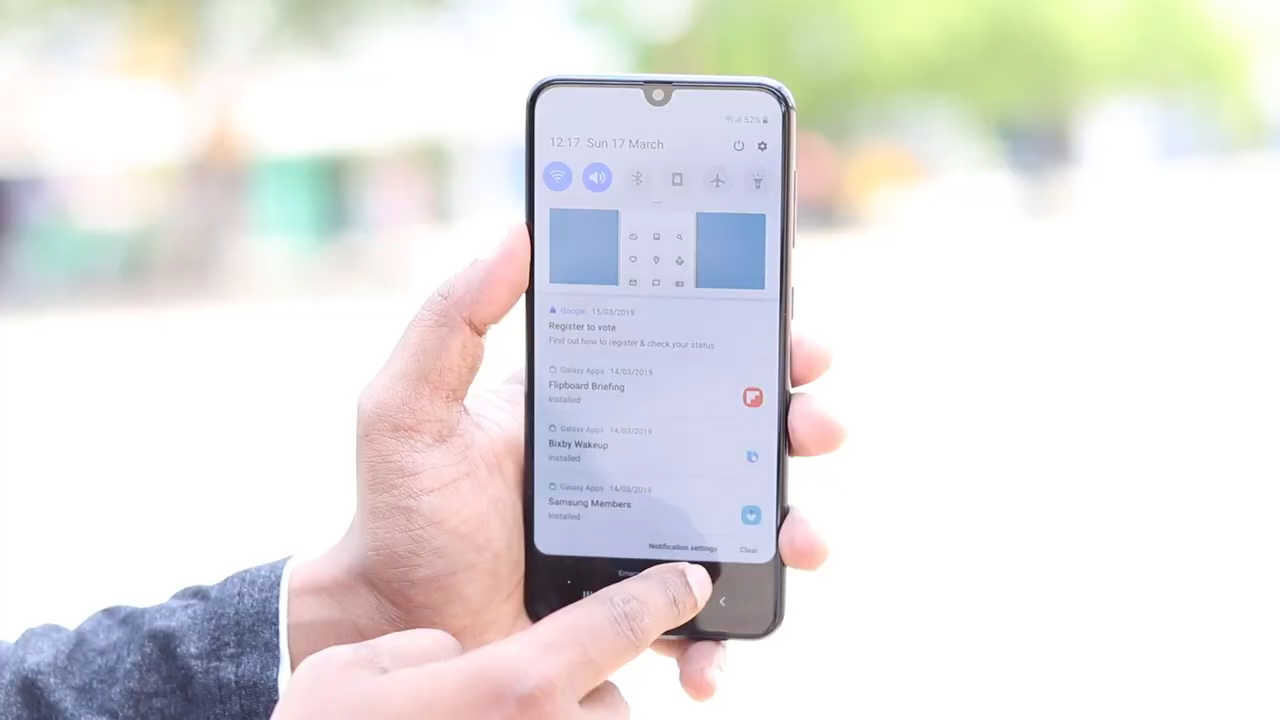 52%
12:17 Sun 17 March
Google 15/03/2019
Register to vote
Find out how to register & check your status
Galaxy Apps 14/03/2019
Flipboard Briefing
Installed
Galaxy Apps 14/03/2019
Bixby Wakeup
Installed
Galaxy Apps 14/03/2019
Samsung Members
Installed
Notification settings Clear